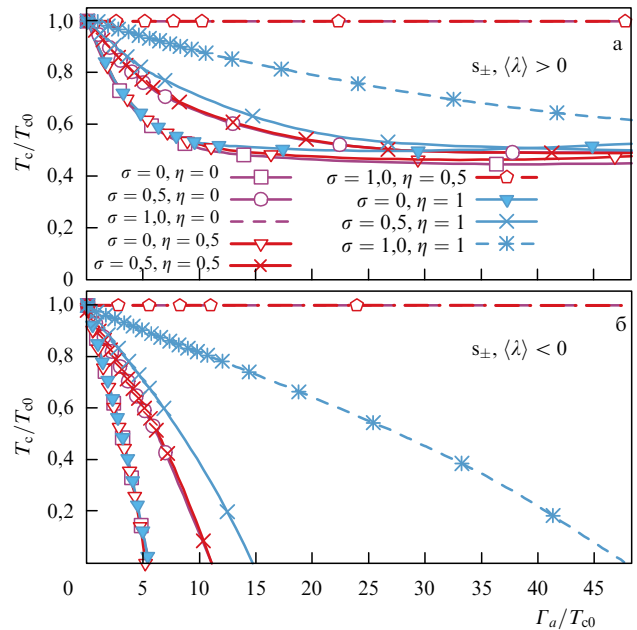 1,0
0,8
0,6
0,4
0,2
0
T_c/T_c0
а
s±, ⟨λ⟩ > 0
σ = 0, η = 0
σ = 0,5, η = 0
σ = 1,0, η = 0
σ = 0, η = 0,5
σ = 0,5, η = 0,5
σ = 1,0, η = 0,5
σ = 0, η = 1
σ = 0,5, η = 1
σ = 1,0, η = 1
1,0
0,8
0,6
0,4
0,2
T_c/T_c0
б
s±, ⟨λ⟩ < 0
0 5 10 15 20 25 30 35 40 45
Γ_a/T_c0